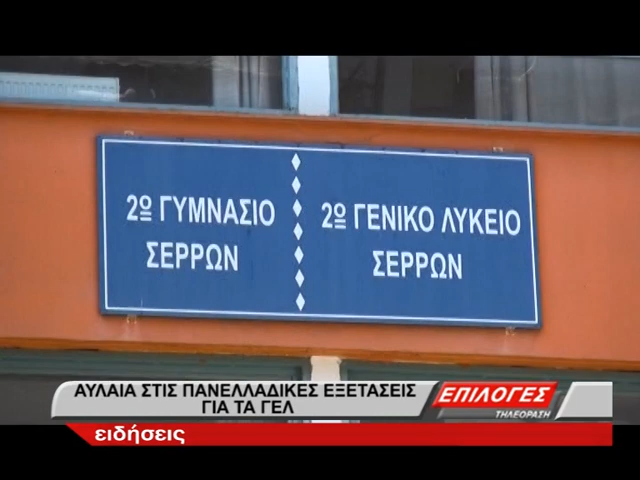 2ο ΓΥΜΝΑΣΙΟ
ΣΕΡΡΩΝ
2ο ΓΕΝΙΚΟ ΛΥΚΕΙΟ
ΣΕΡΡΩΝ
ΑΥΛΑΙΑ ΣΤΙΣ ΠΑΝΕΛΛΑΔΙΚΕΣ ΕΞΕΤΑΣΕΙΣ
ΓΙΑ ΤΑ ΓΕΛ
ΕΠΙΛΟΓΕΣ
ΤΗΛΕΟΡΑΣΗ
ειδήσεις